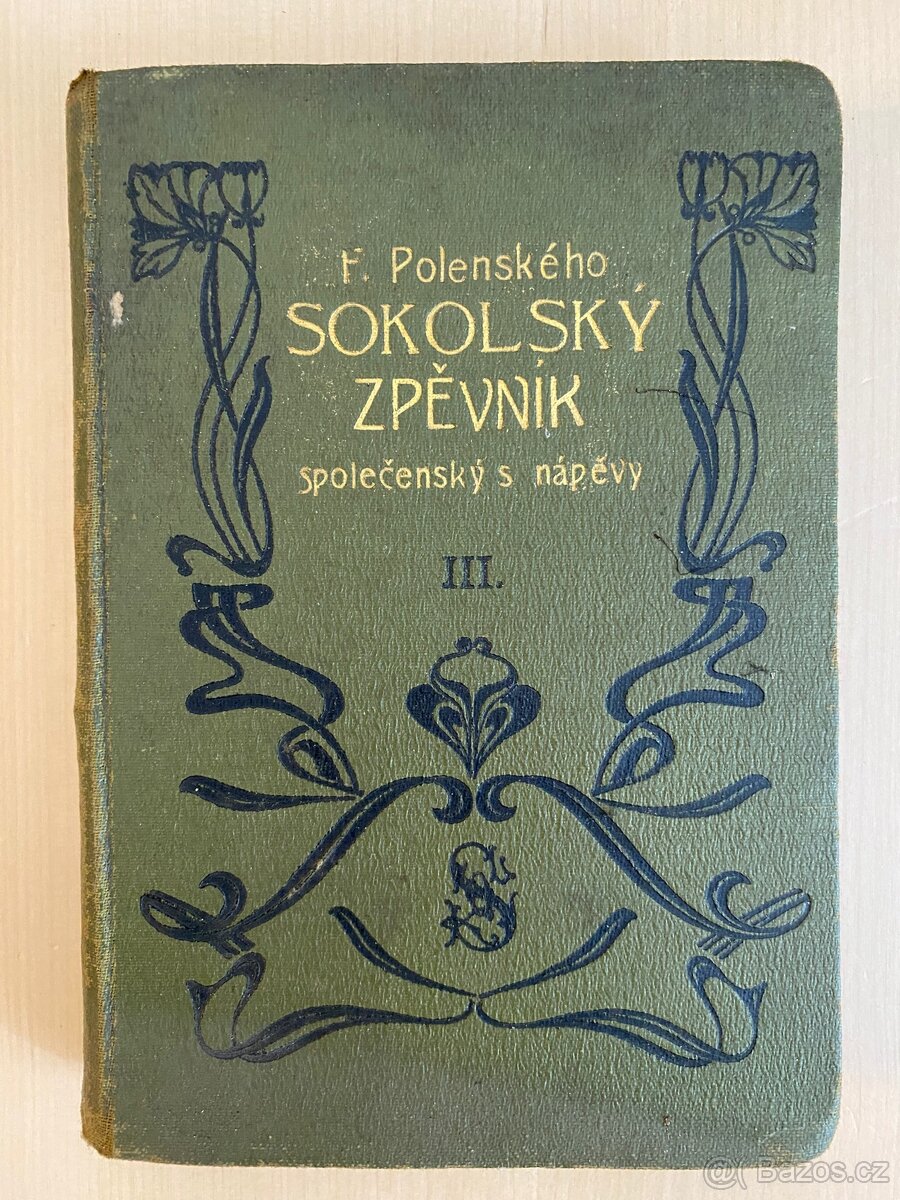 F. Polenského
SOKOLSKÝ
ZPĚVNÍK
společenský s nápěvy
III.
Bazos.cz